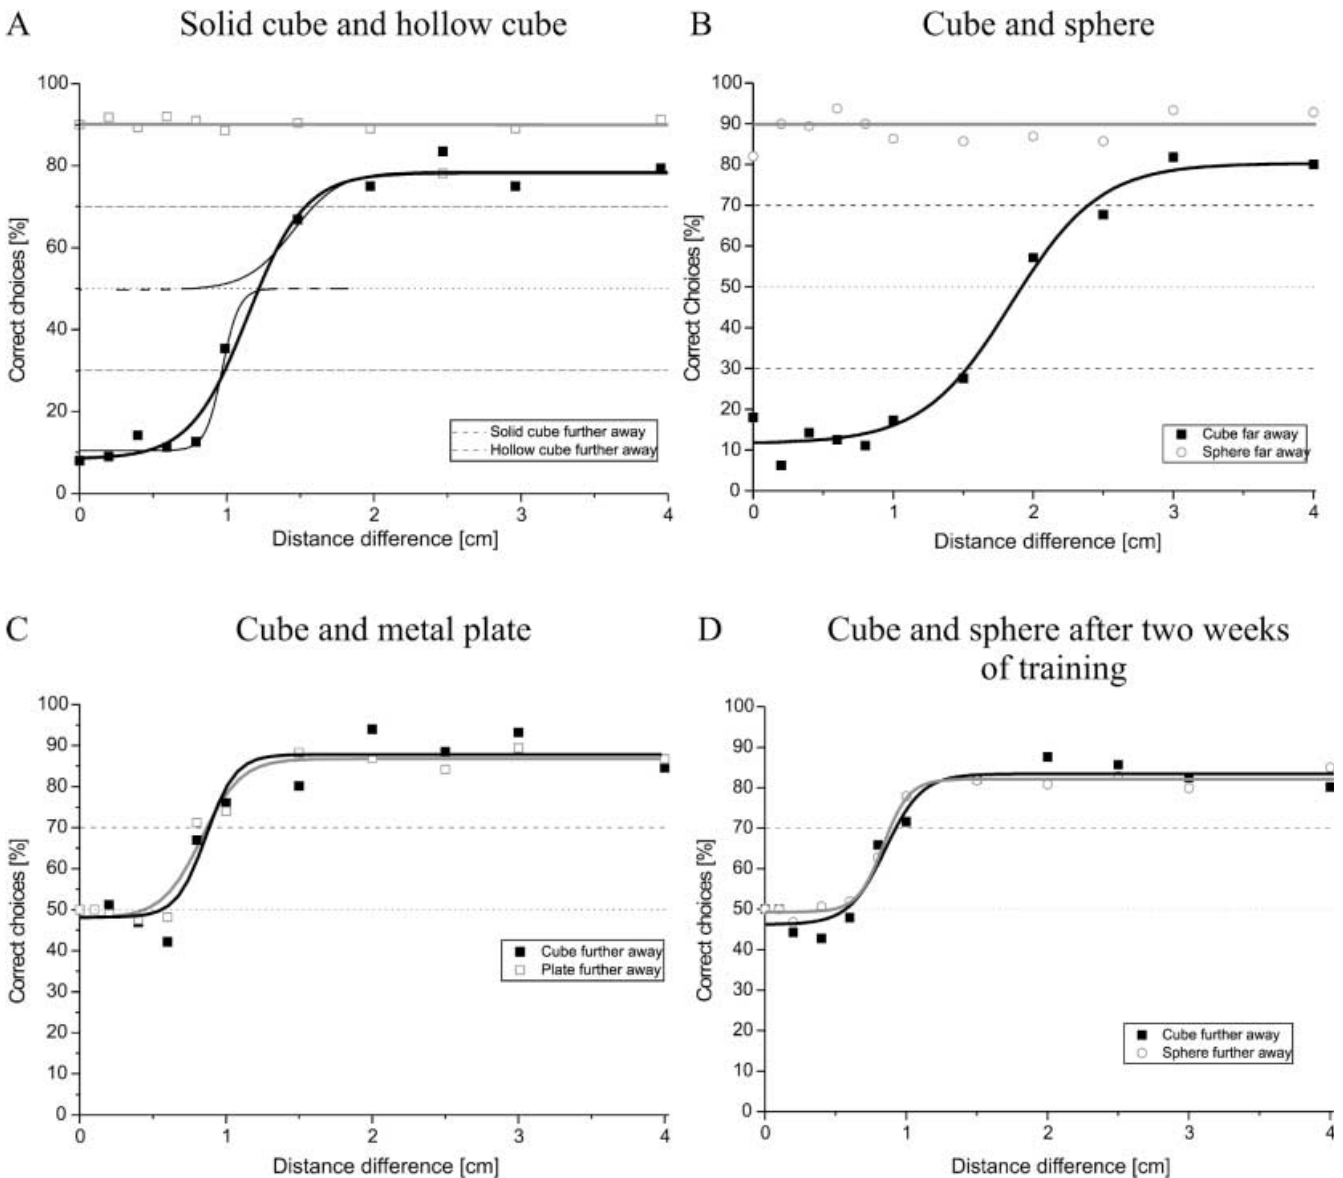 A
Solid cube and hollow cube
100
80
60
40
20
0
Correct choices [%]
Solid cube further away
Hollow cube further away
0 1 2 3 4
Distance difference [cm]
B
Cube and sphere
100
90
80
70
60
50
40
30
20
10
0
Correct Choices [%]
Cube far away
Sphere far away
0 1 2 3 4
Distance difference [cm]
C
Cube and metal plate
100
90
80
70
60
50
40
30
20
10
0
Correct choices [%]
Cube further away
Plate further away
0 1 2 3 4
Distance difference [cm]
D
Cube and sphere after two weeks
of training
100
90
80
70
60
50
40
30
20
10
0
Correct choices [%]
Cube further away
Sphere further away
0 1 2 3 4
Distance difference [cm]